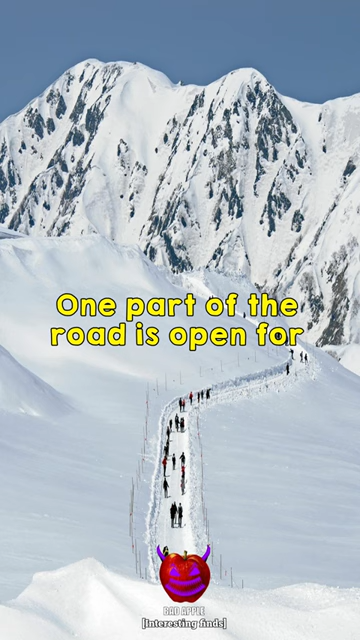 One part of the
road is open for
BAD APPLE
[Interesting finds]